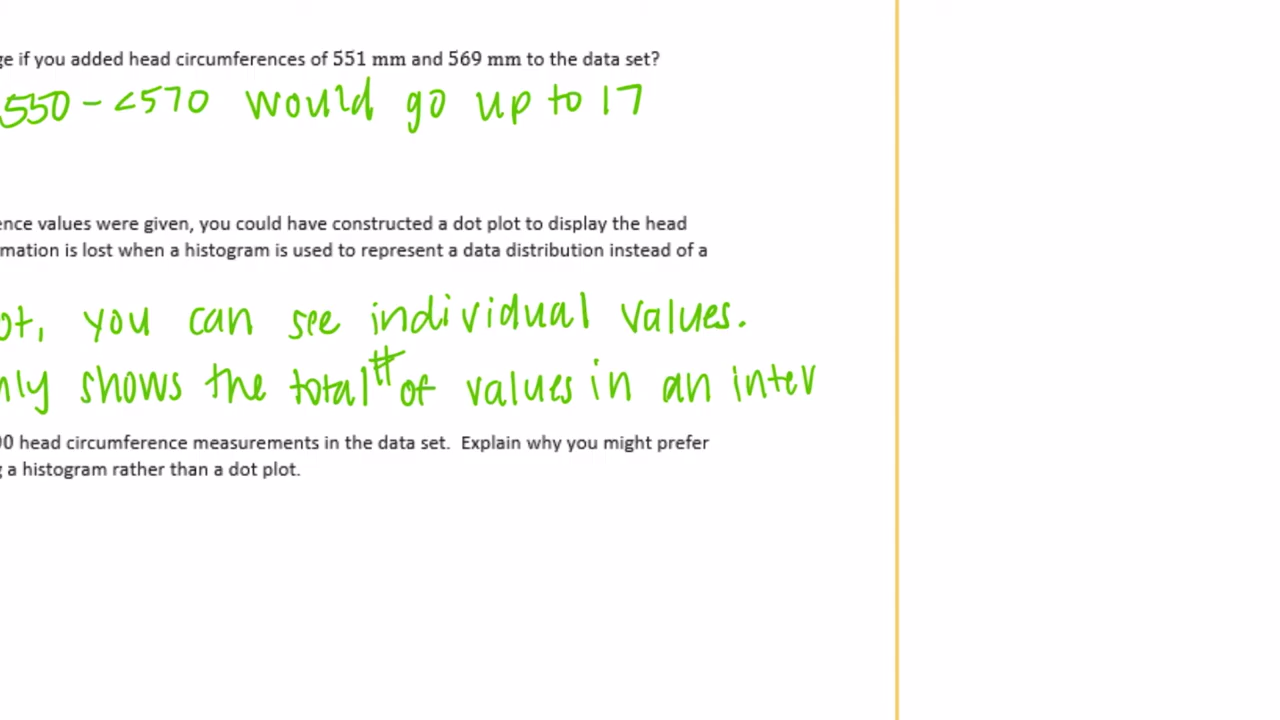 ge if you added head circumferences of 551 mm and 569 mm to the data set?
550 - <570 would go up to 17
ence values were given, you could have constructed a dot plot to display the head
mation is lost when a histogram is used to represent a data distribution instead of a
ot, you can see individual values.
nly shows the total # of values in an inter
00 head circumference measurements in the data set. Explain why you might prefer
g a histogram rather than a dot plot.